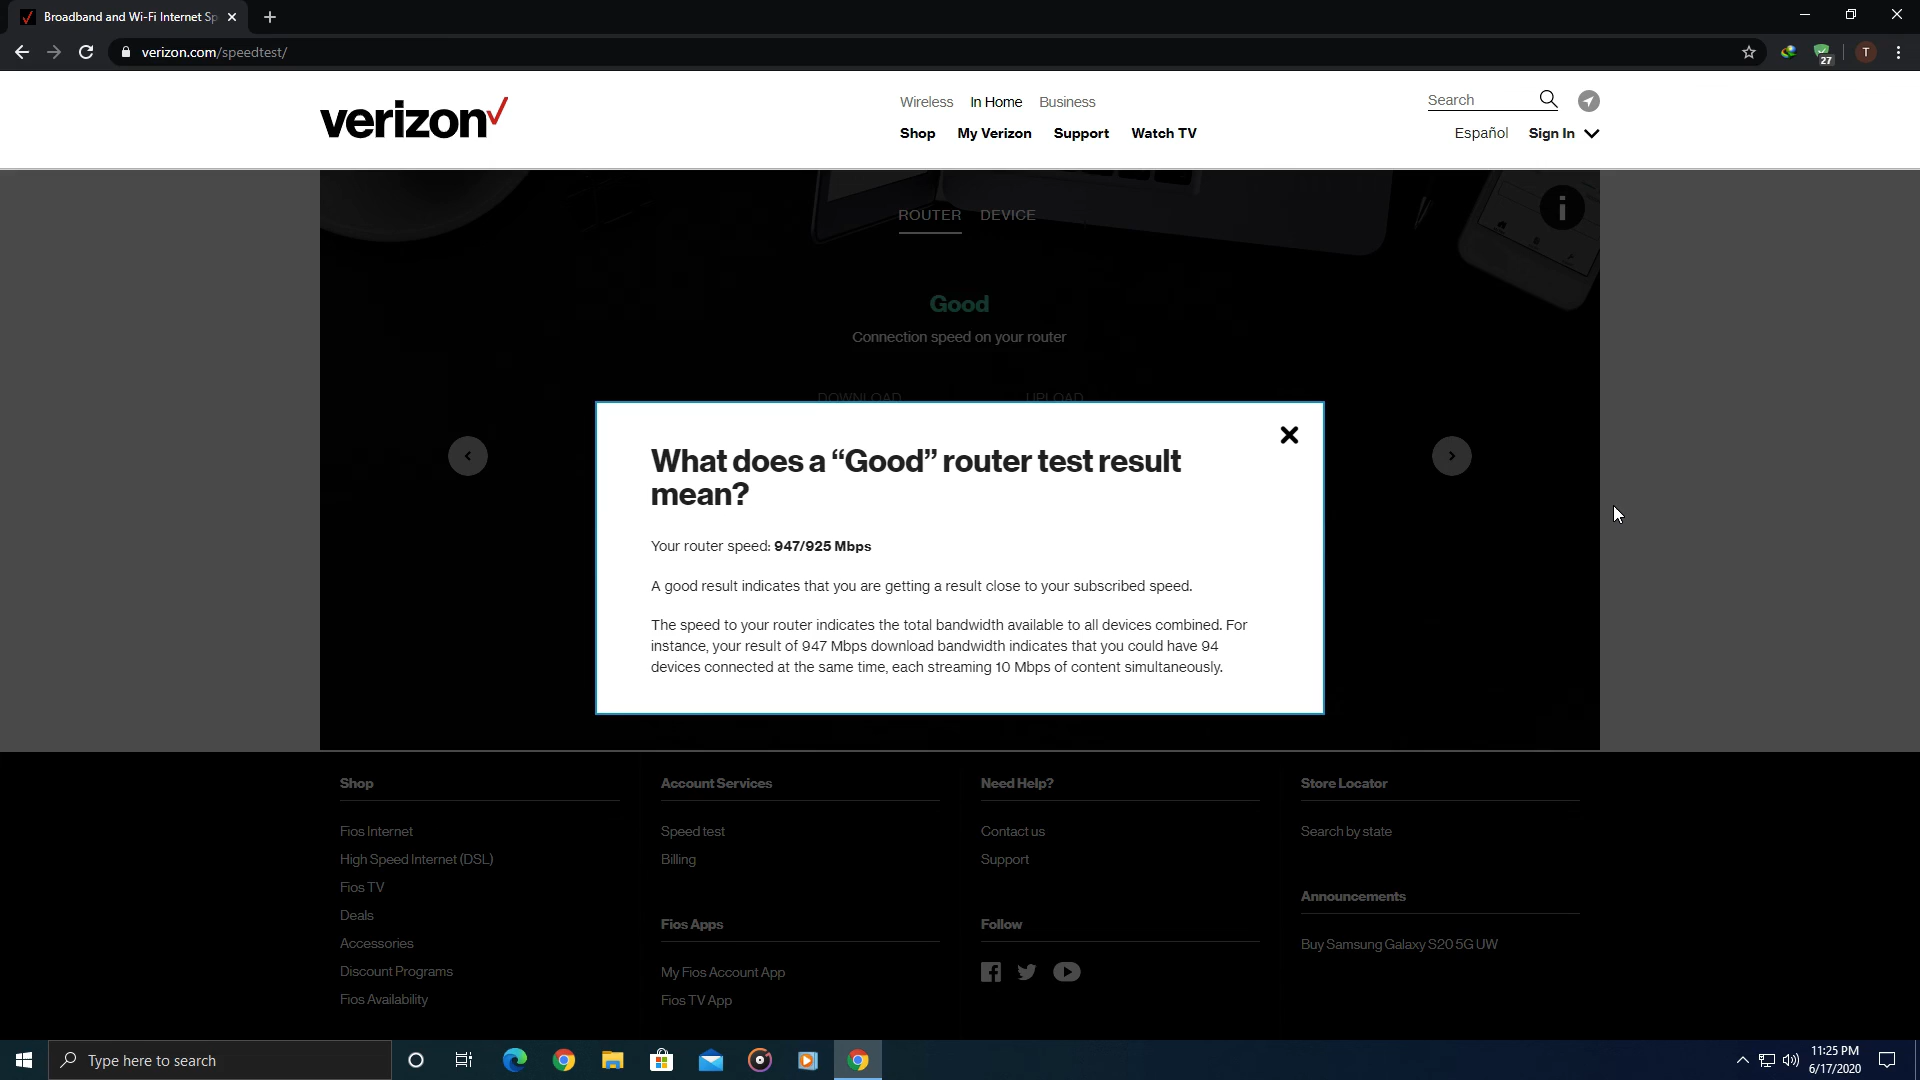 Broadband and Wi-Fi Internet Sp
verizon.com/speedtest/
27
T
verizon
Wireless In Home Business
Shop My Verizon Support Watch TV
Search
Español Sign In
ROUTER DEVICE
i
Good
Connection speed on your router
DOWNLOAD UPLOAD
What does a “Good” router test result
mean?
Your router speed: 947/925 Mbps
A good result indicates that you are getting a result close to your subscribed speed.
The speed to your router indicates the total bandwidth available to all devices combined. For
instance, your result of 947 Mbps download bandwidth indicates that you could have 94
devices connected at the same time, each streaming 10 Mbps of content simultaneously.
Shop
Fios Internet
High Speed Internet (DSL)
Fios TV
Deals
Accessories
Discount Programs
Fios Availability
Account Services
Speed test
Billing
Fios Apps
My Fios Account App
Fios TV App
Need Help?
Contact us
Support
Follow
Store Locator
Search by state
Announcements
Buy Samsung Galaxy S20 5G UW
Type here to search
11:25 PM
6/17/2020